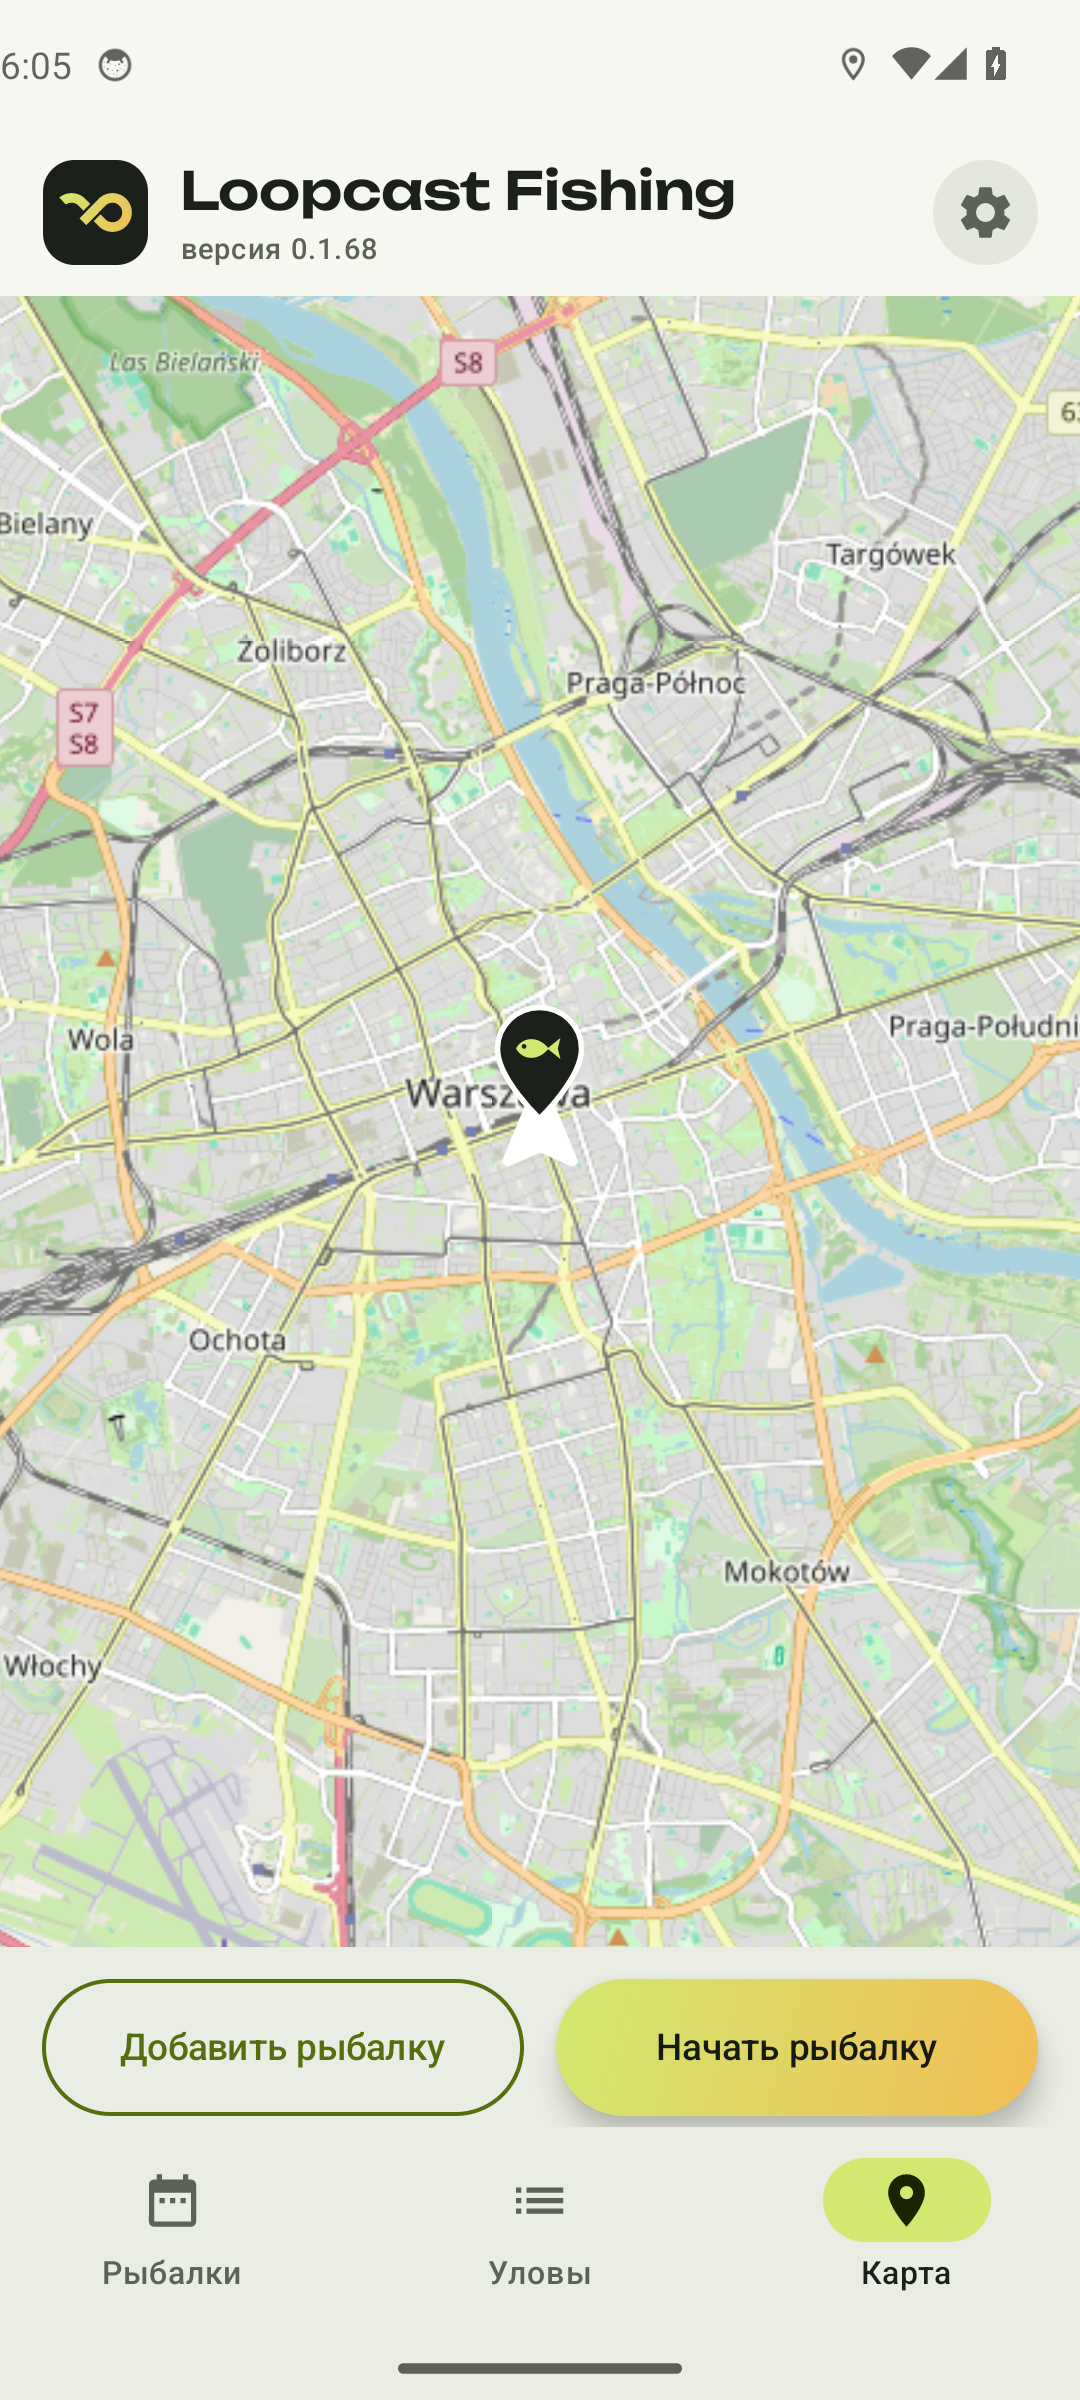 6:05
Loopcast Fishing
версия 0.1.68
Las Bielański
S8
Bielany
Targówek
Żoliborz
Praga-Północ
S7
S8
Wola
Praga-Południ
Ochota
Mokotów
Włochy
Добавить рыбалку
Начать рыбалку
Рыбалки
Уловы
Карта